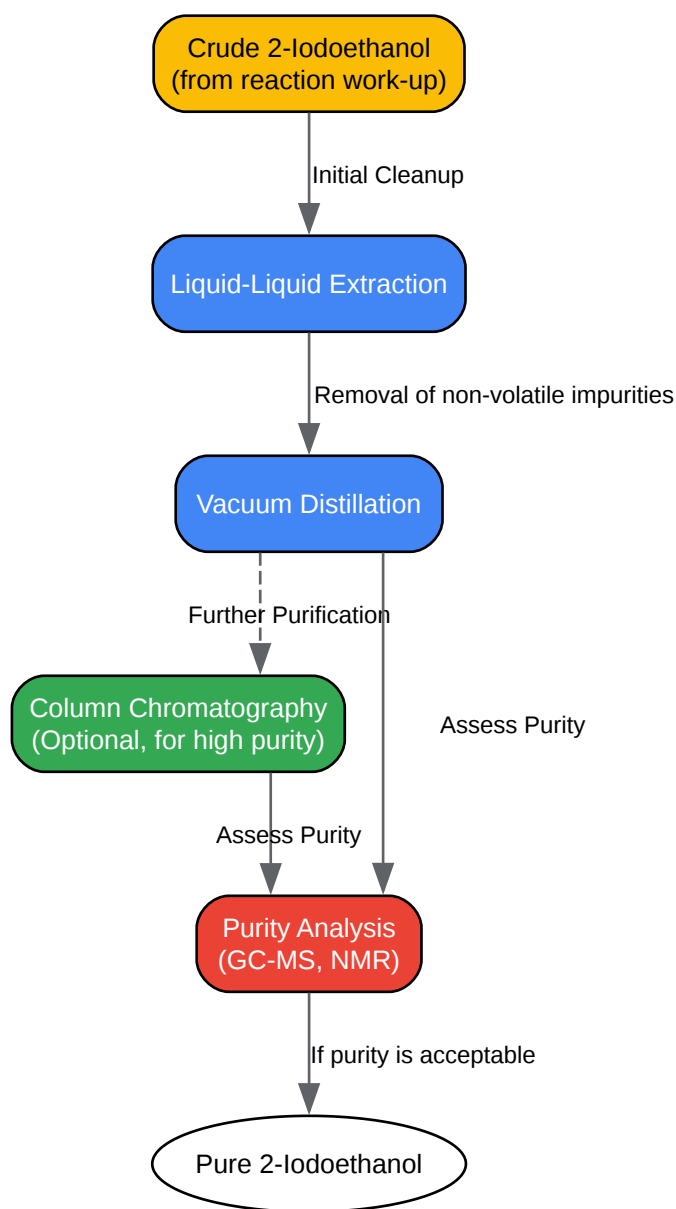 Crude 2-Iodoethanol
(from reaction work-up)
Initial Cleanup
Liquid-Liquid Extraction
Removal of non-volatile impurities
Vacuum Distillation
Further Purification
Column Chromatography
(Optional, for high purity)
Assess Purity
Assess Purity
Purity Analysis
(GC-MS, NMR)
If purity is acceptable
Pure 2-Iodoethanol